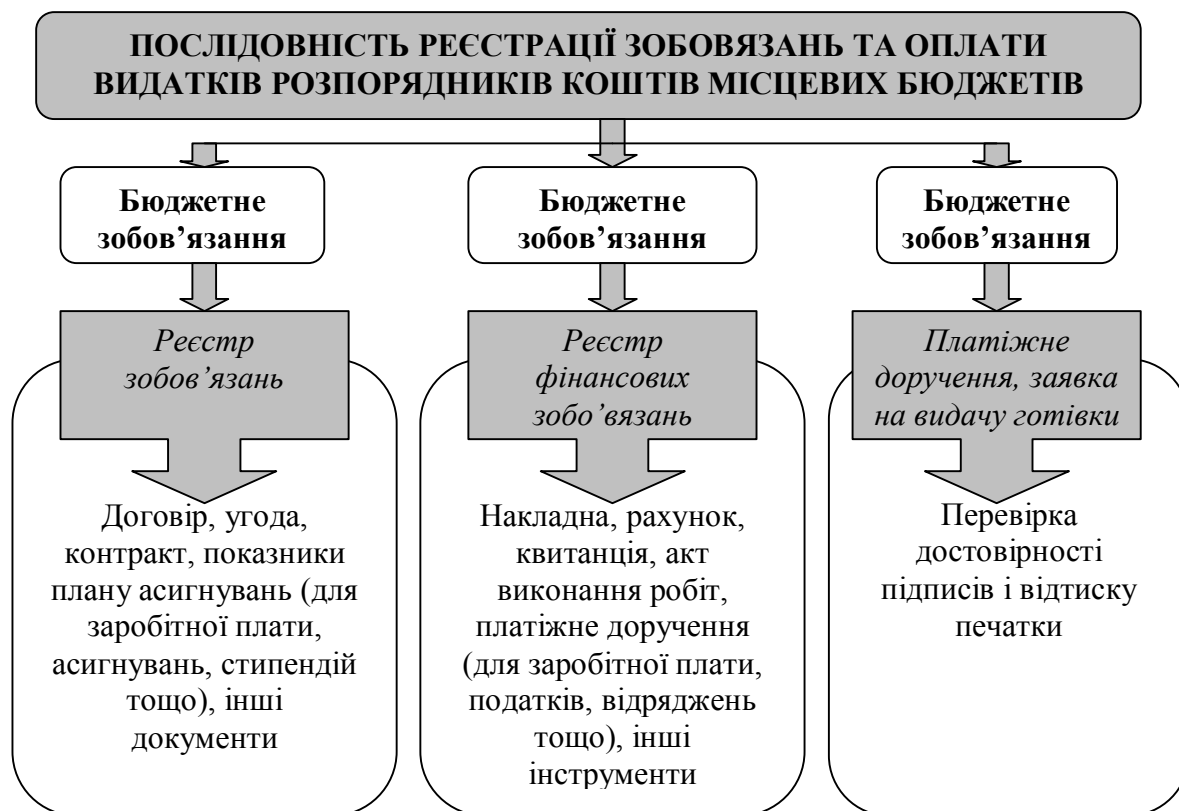 ПОСЛІДОВНІСТЬ РЕЄСТРАЦІЇ ЗОБОВЯЗАНЬ ТА ОПЛАТИ
ВИДАТКІВ РОЗПОРЯДНИКІВ КОШТІВ МІСЦЕВИХ БЮДЖЕТІВ
Бюджетне
зобов’язання
Реєстр
зобов’язань
Договір, угода,
контракт, показники
плану асигнувань (для
заробітної плати,
асигнувань, стипендій
тощо), інші
документи
Бюджетне
зобов’язання
Реєстр
фінансових
зобо’вязань
Накладна, рахунок,
квитанція, акт
виконання робіт,
платіжне доручення
(для заробітної плати,
податків, відряджень
тощо), інші
інструменти
Бюджетне
зобов’язання
Платіжне
доручення, заявка
на видачу готівки
Перевірка
достовірності
підписів і відтиску
печатки